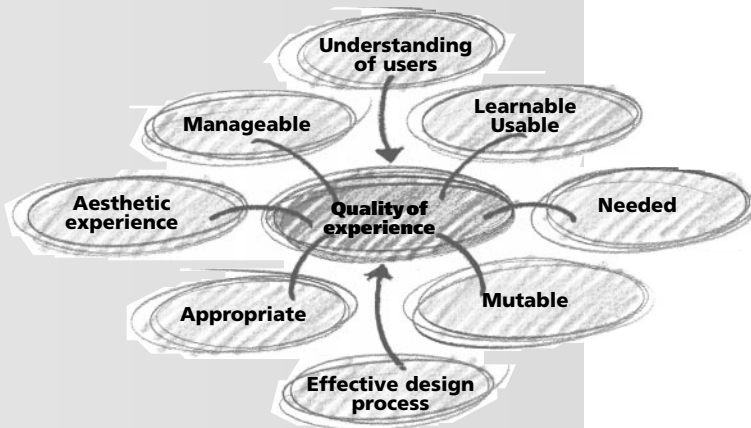 Understanding
of users
Manageable
Learnable
Usable
Aesthetic
experience
Quality of
experience
Needed
Appropriate
Mutable
Effective design
process